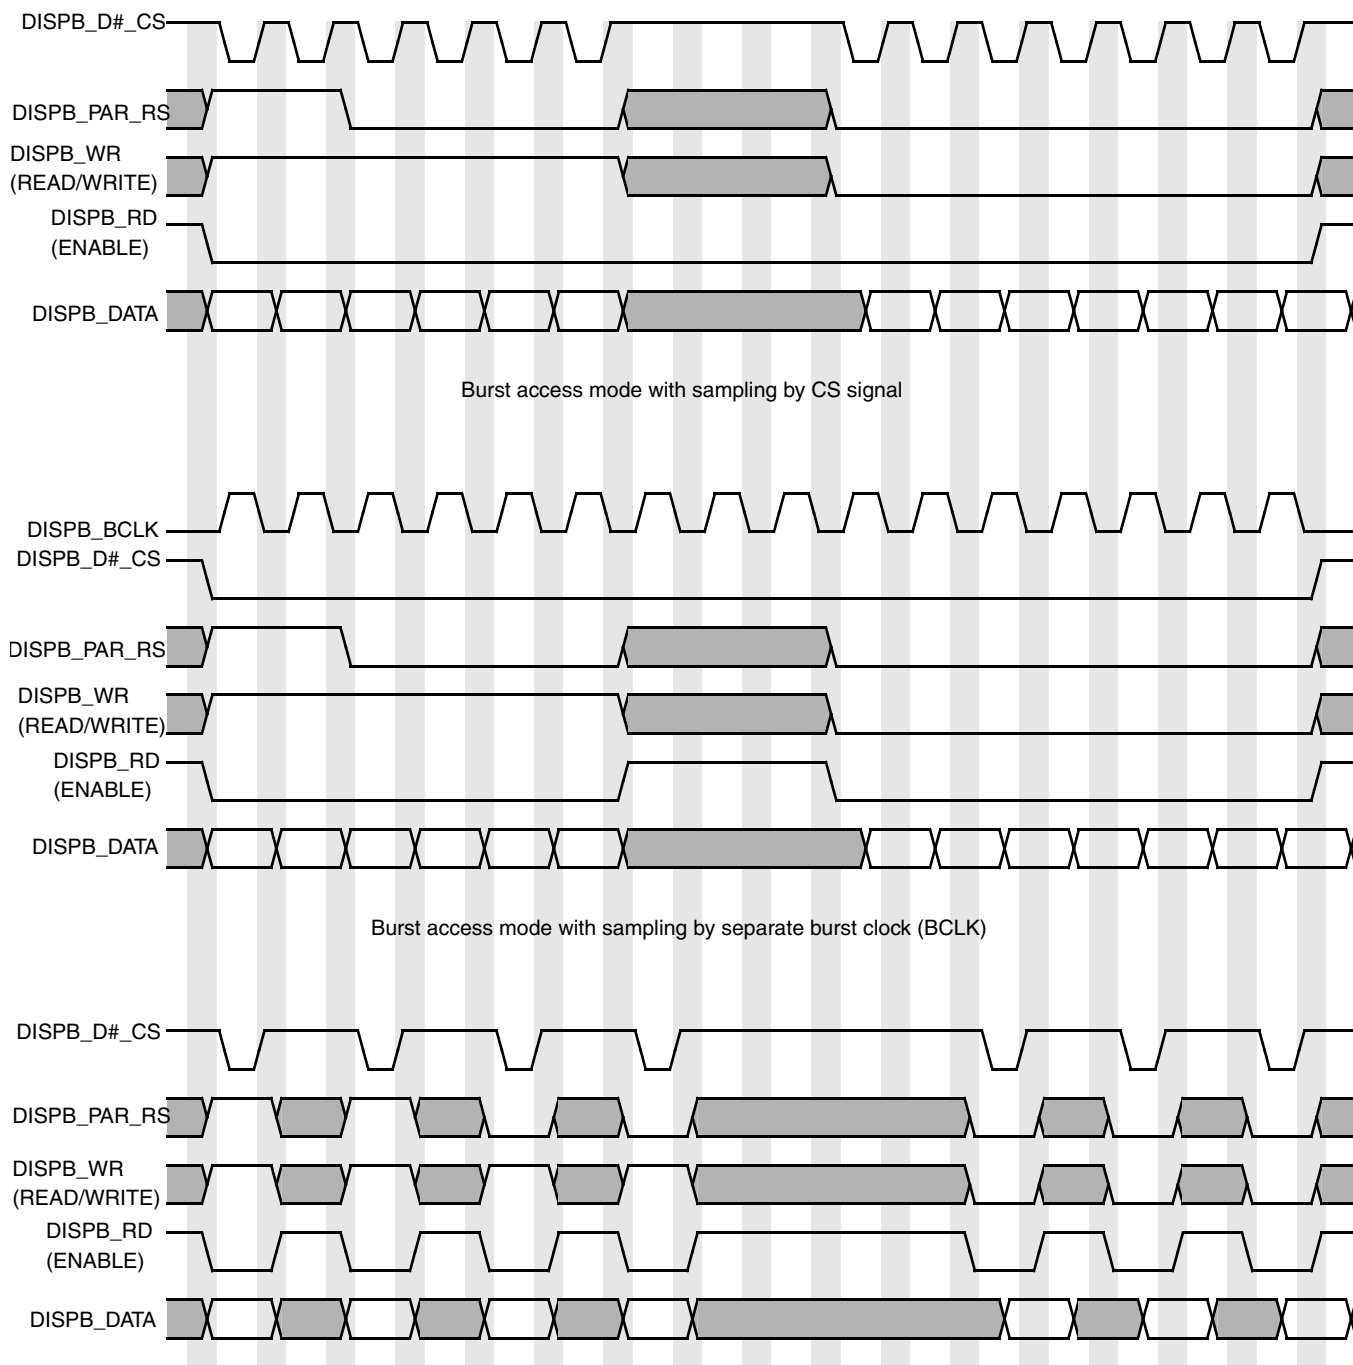 DISPB_D#_CS
DISPB_PAR_RS
DISPB_WR
(READ/WRITE)
DISPB_RD
(ENABLE)
DISPB_DATA
Burst access mode with sampling by CS signal
DISPB_BCLK
DISPB_D#_CS
DISPB_PAR_RS
DISPB_WR
(READ/WRITE)
DISPB_RD
(ENABLE)
DISPB_DATA
Burst access mode with sampling by separate burst clock (BCLK)
DISPB_D#_CS
DISPB_PAR_RS
DISPB_WR
(READ/WRITE)
DISPB_RD
(ENABLE)
DISPB_DATA